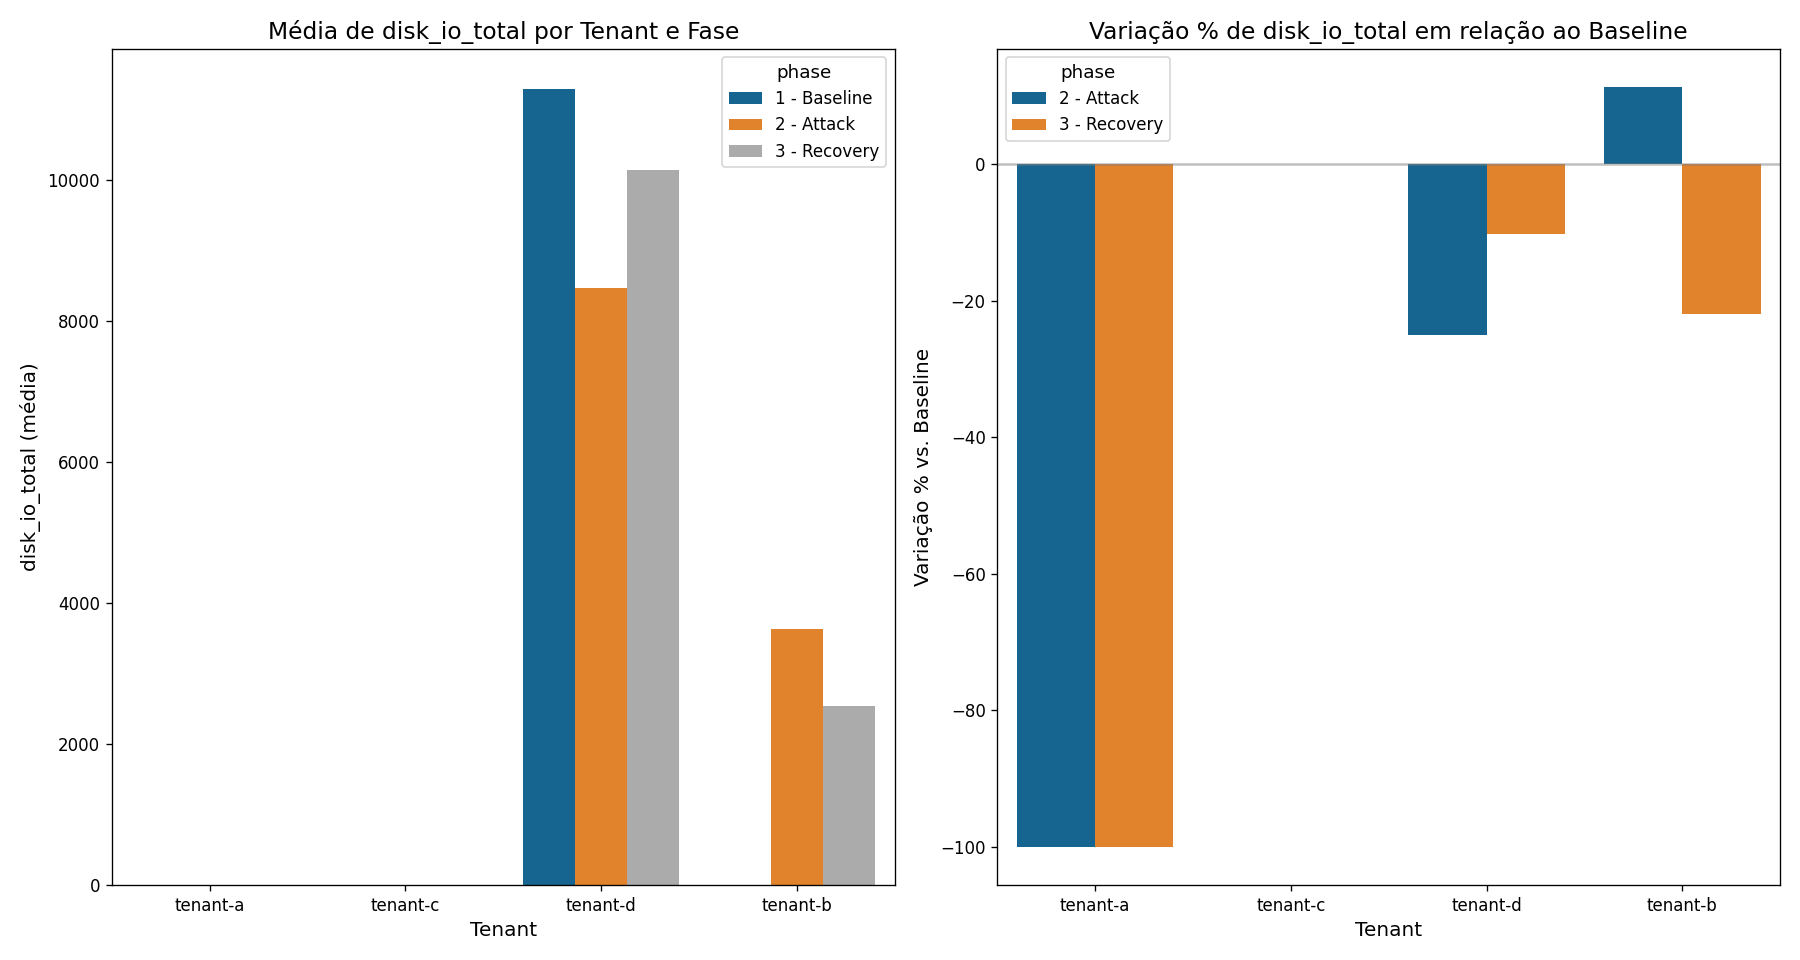 Média de disk_io_total por Tenant e Fase
phase
1 - Baseline
2 - Attack
3 - Recovery
disk_io_total (média)
10000
8000
6000
4000
2000
0
tenant-a
tenant-c
tenant-d
tenant-b
Tenant
Variação % de disk_io_total em relação ao Baseline
phase
2 - Attack
3 - Recovery
Variação % vs. Baseline
0
−20
−40
−60
−80
−100
tenant-a
tenant-c
tenant-d
tenant-b
Tenant